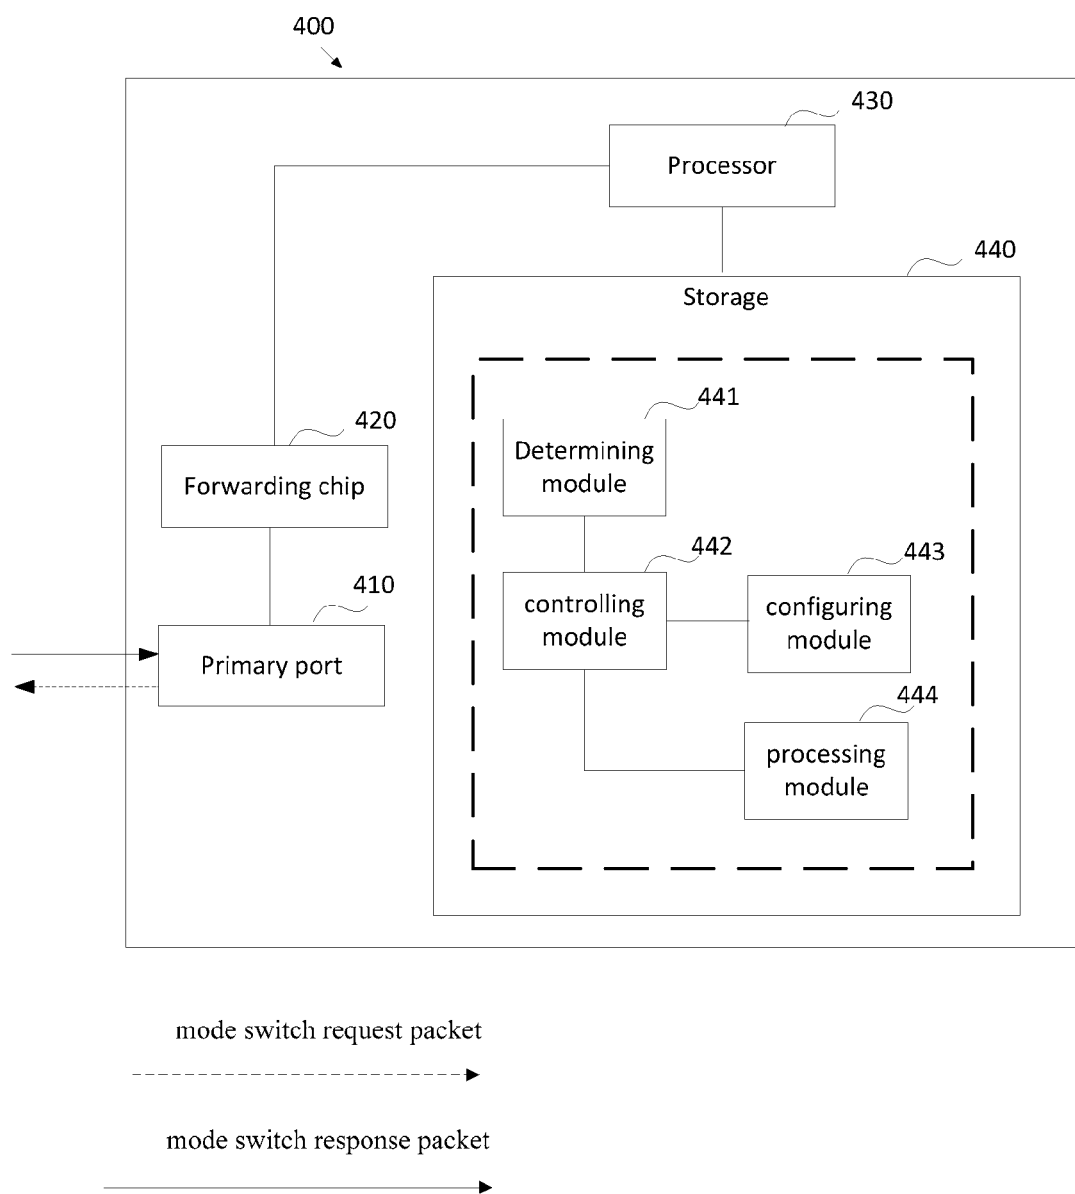 400
430
Processor
440
Storage
441
Determining
module
420
Forwarding chip
442
controlling
module
443
configuring
module
410
Primary port
444
processing
module
mode switch request packet
mode switch response packet